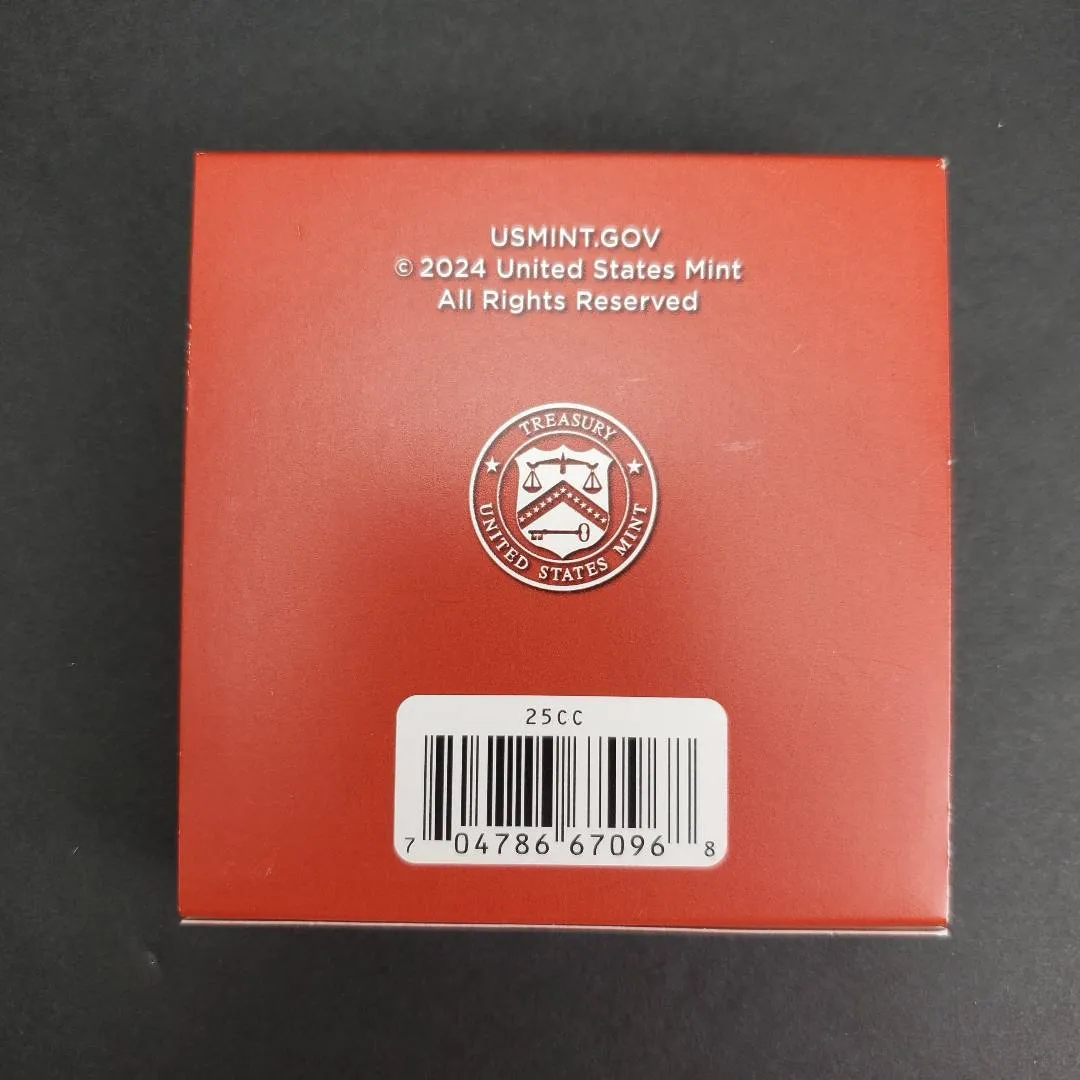 USMINT.GOV
© 2024 United States Mint
All Rights Reserved
TREASURY
UNITED STATES MINT
25CC
7 04786 67096 8